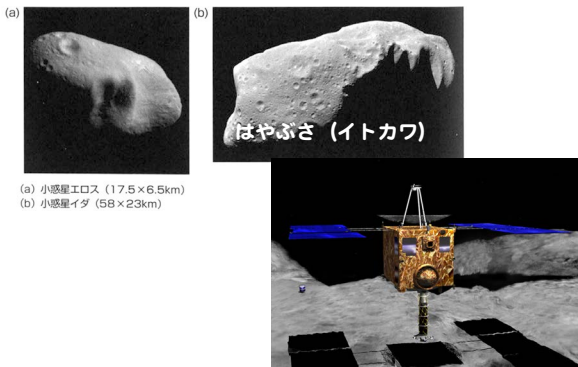 (a)
(b)
はやぶさ（イトカワ）
(a) 小惑星エロス（17.5×6.5km）
(b) 小惑星イダ（58×23km）